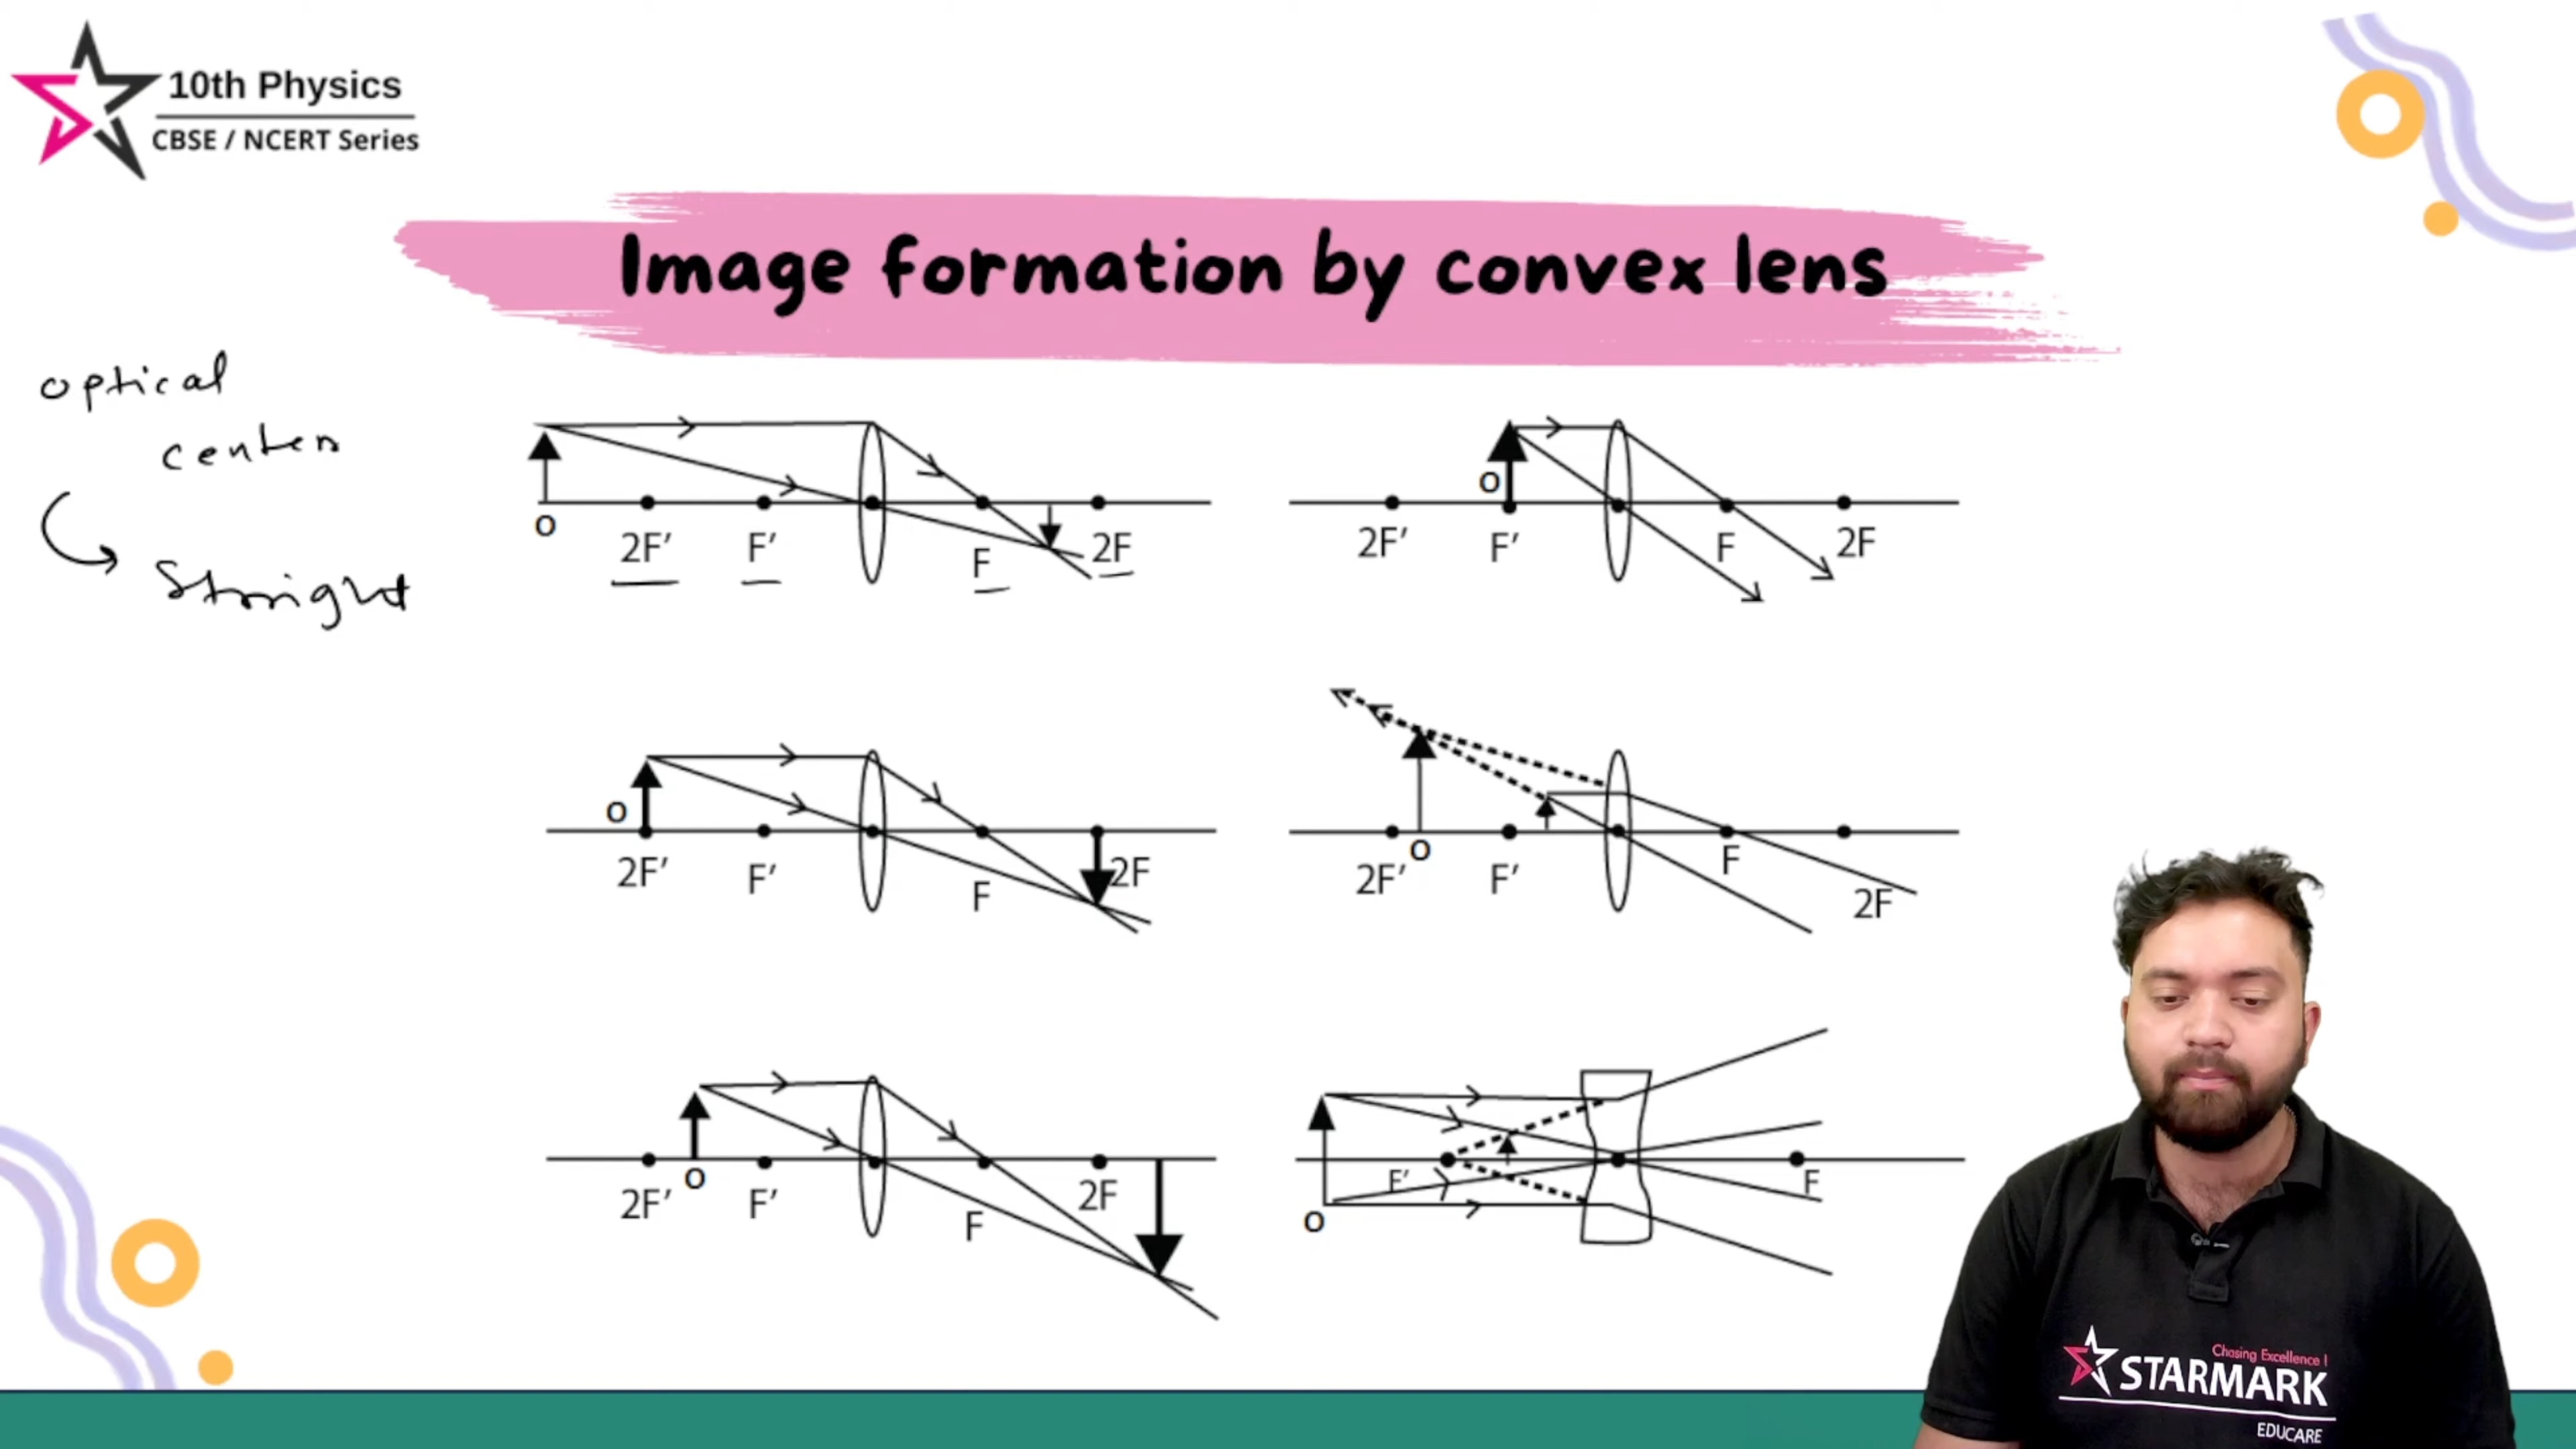 10th Physics
CBSE / NCERT Series
Image formation by convex lens
optical
center
Straight
O
2F'
F'
F
2F
O
2F'
F'
F
2F
O
2F'
F'
F
2F
O
2F'
F'
F
2F
O
2F'
F'
F
2F
F'
F
O
Chasing Excellence !
STARMARK
EDUCARE